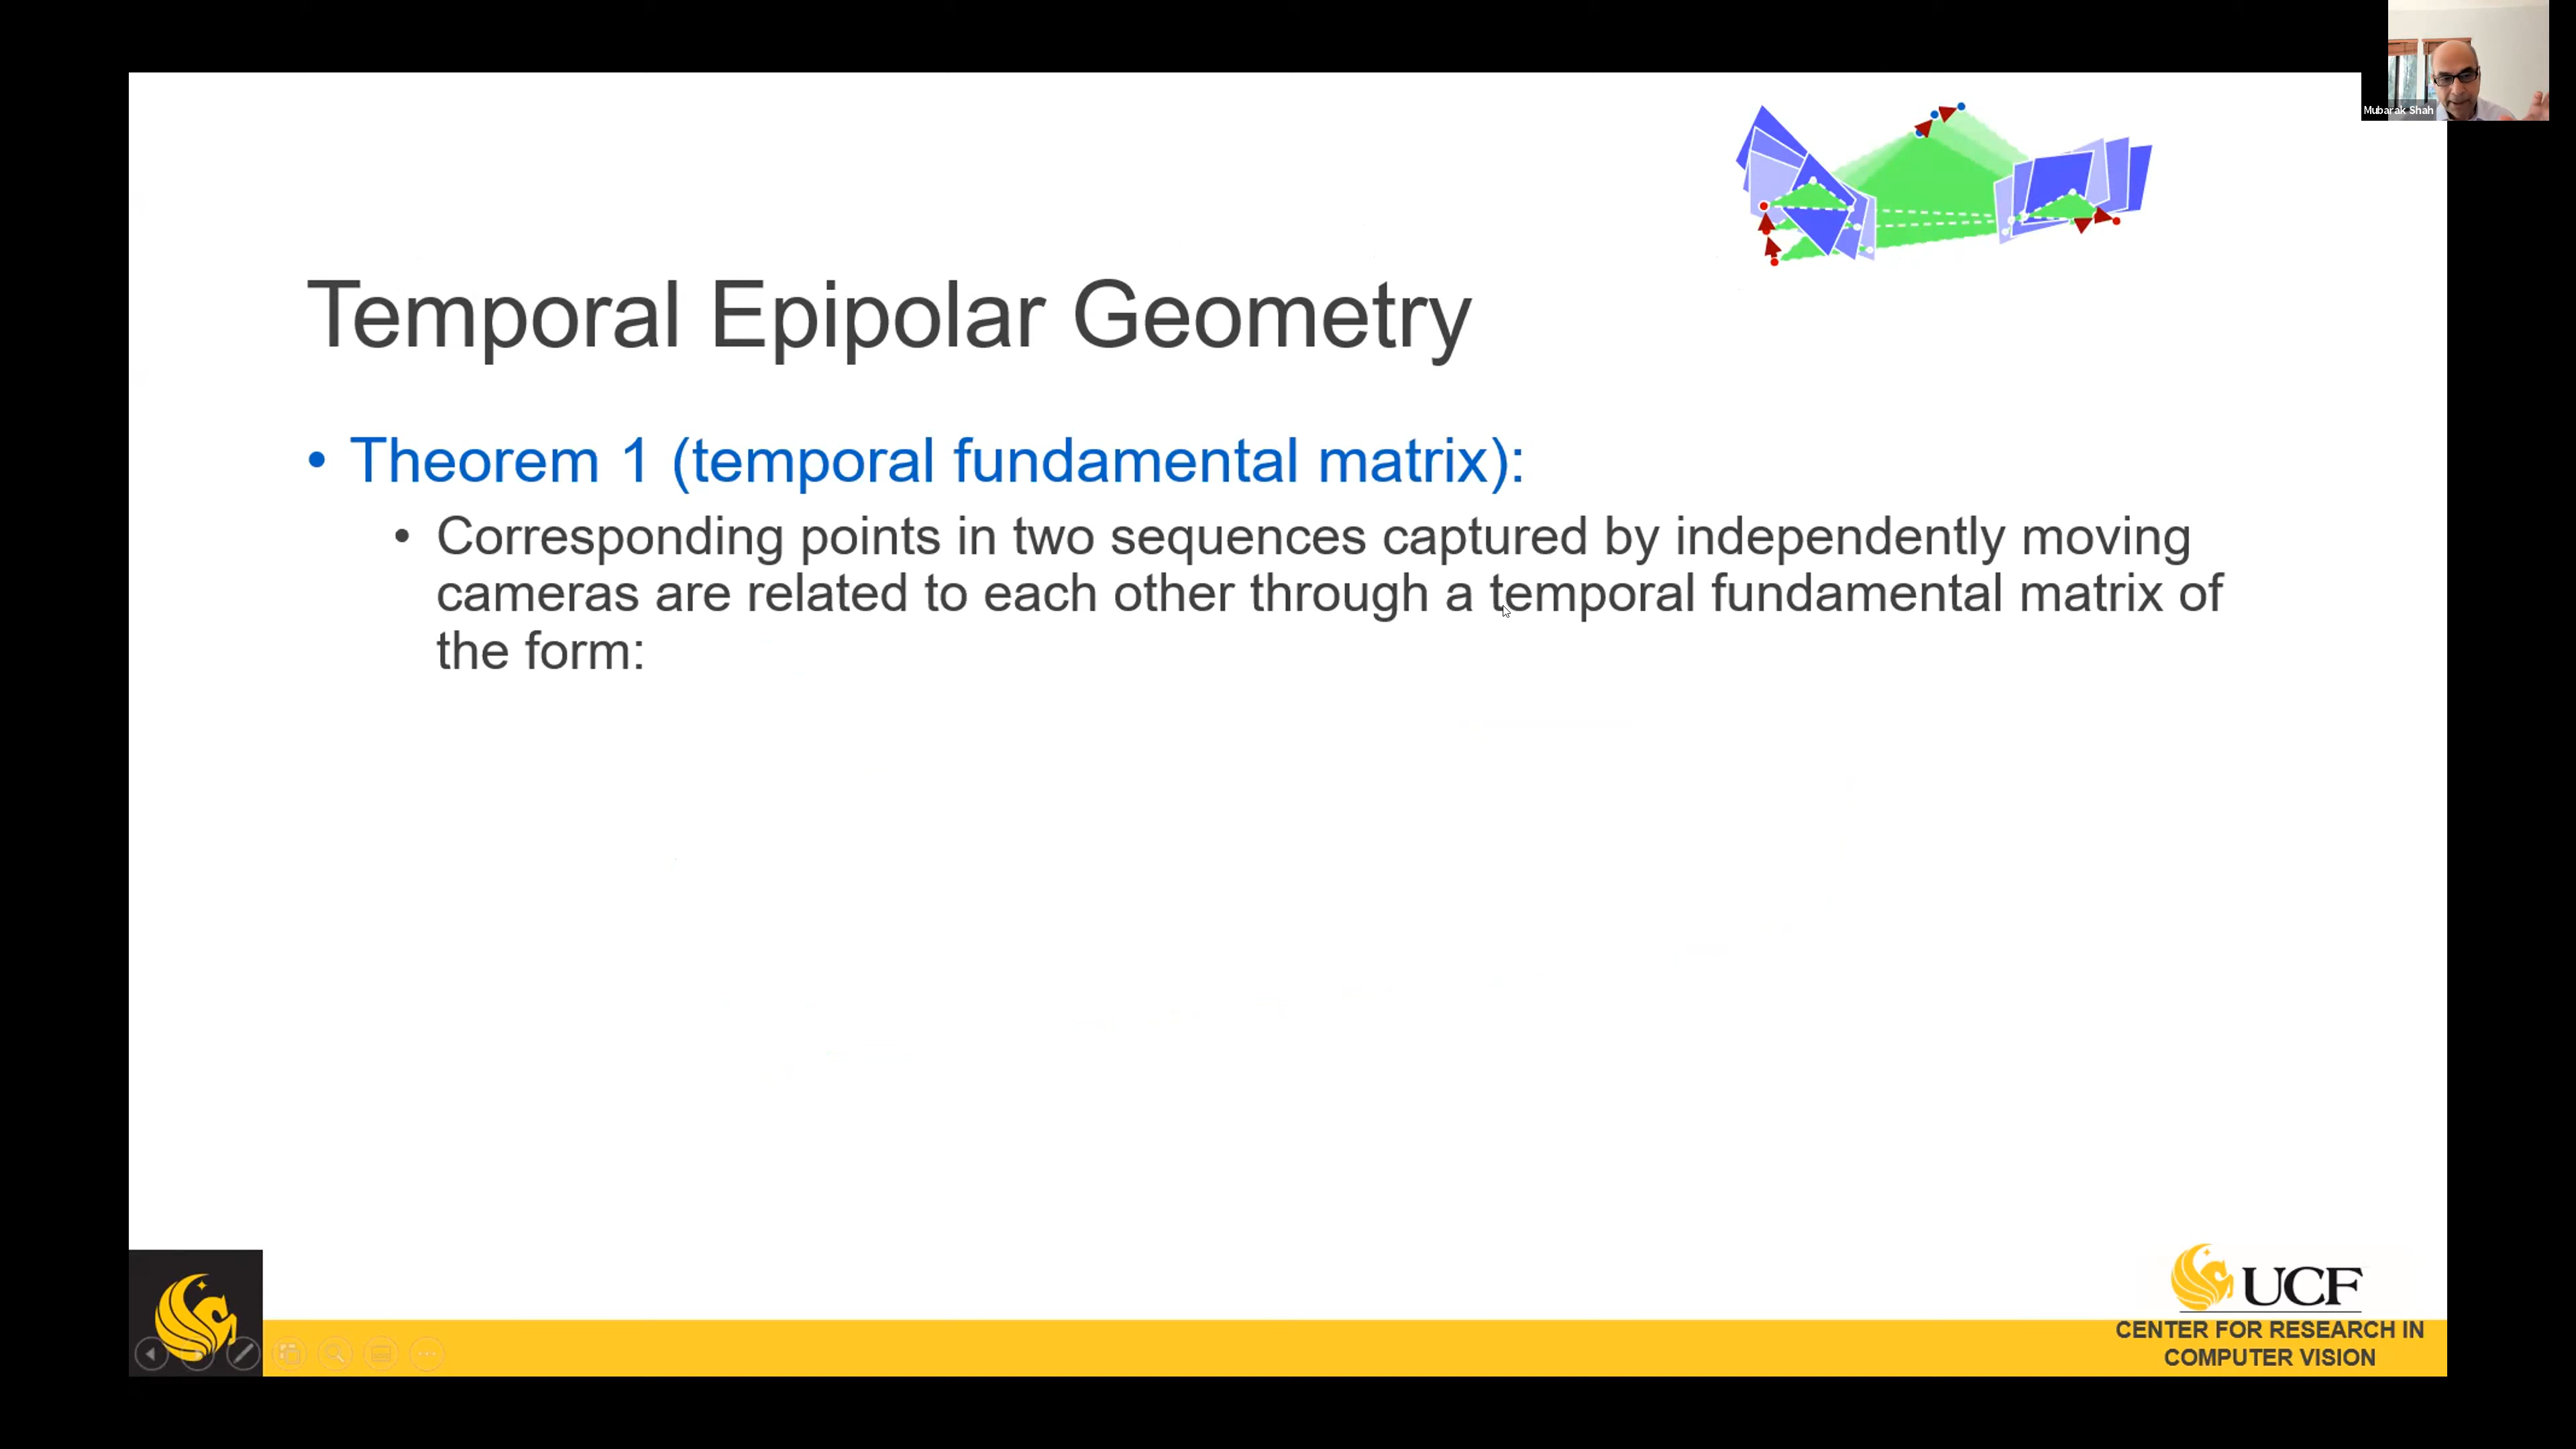 Mubarak Shah
Temporal Epipolar Geometry
• Theorem 1 (temporal fundamental matrix):
• Corresponding points in two sequences captured by independently moving
cameras are related to each other through a temporal fundamental matrix of
the form:
UCF
CENTER FOR RESEARCH IN
COMPUTER VISION